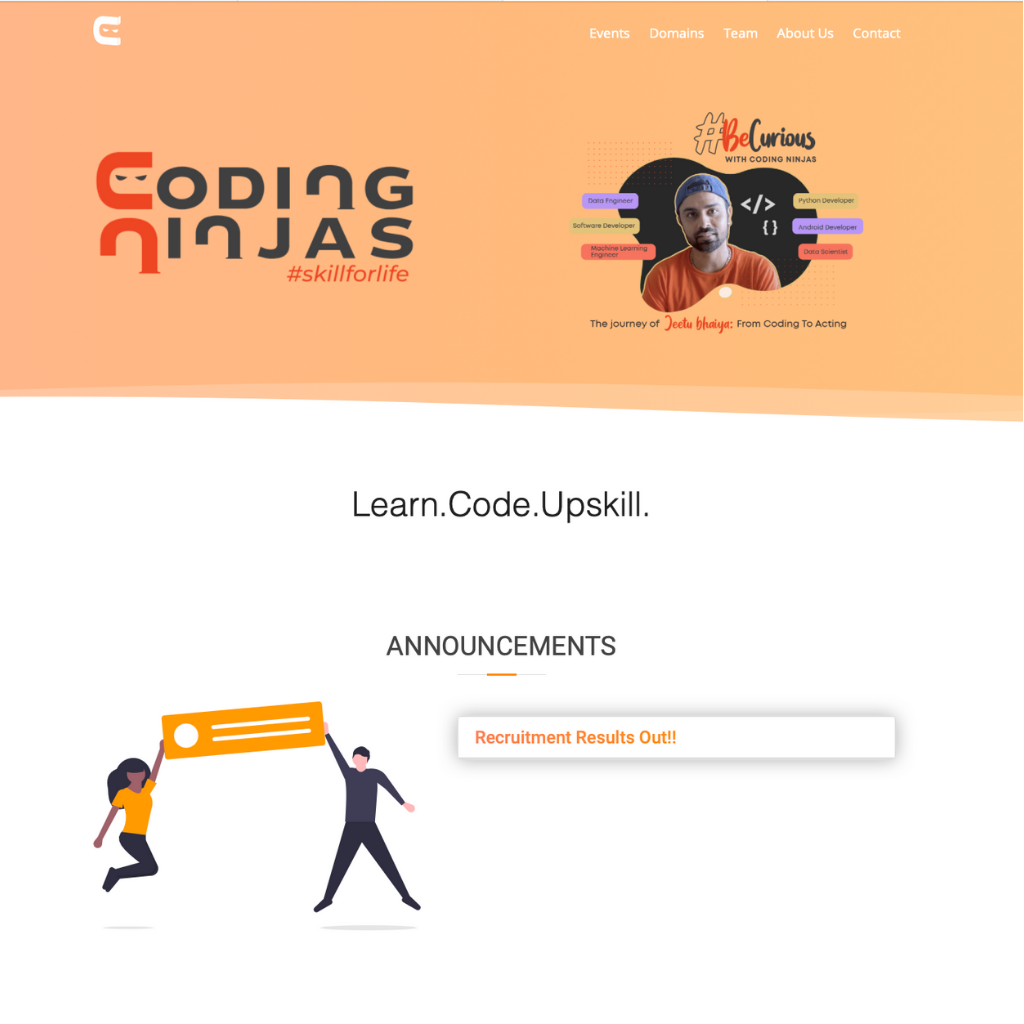 Events Domains Team About Us Contact
CODING
NINJAS
#skillforlife
#BeCurious
WITH CODING NINJAS
Data Engineer
Python Developer
Software Developer
Android Developer
Machine Learning
Engineer
Data Scientist
</>
{}
The journey of Jeetu bhaiya: From Coding To Acting
Learn.Code.Upskill.
ANNOUNCEMENTS
Recruitment Results Out!!